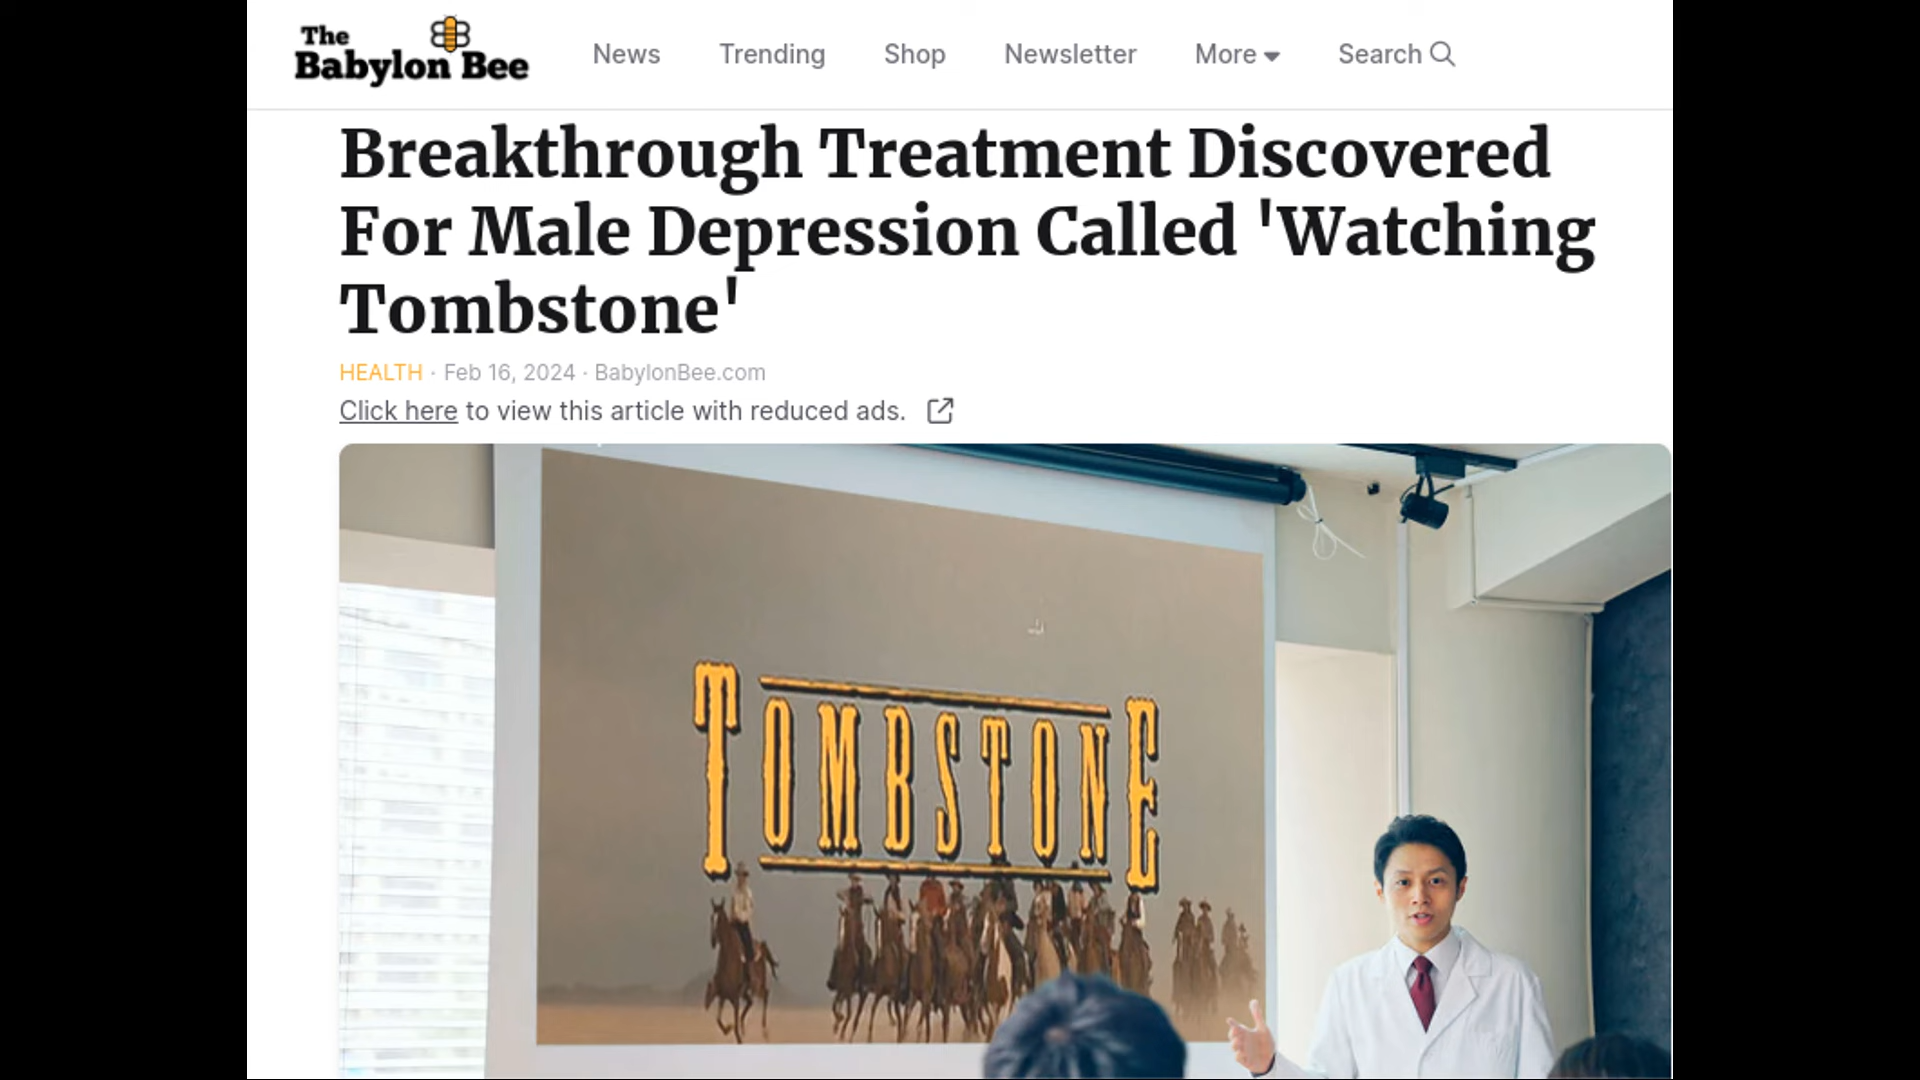 The
Babylon Bee
News
Trending
Shop
Newsletter
More
Search
Breakthrough Treatment Discovered
For Male Depression Called 'Watching
Tombstone'
HEALTH · Feb 16, 2024 · BabylonBee.com
Click here to view this article with reduced ads.
TOMBSTONE